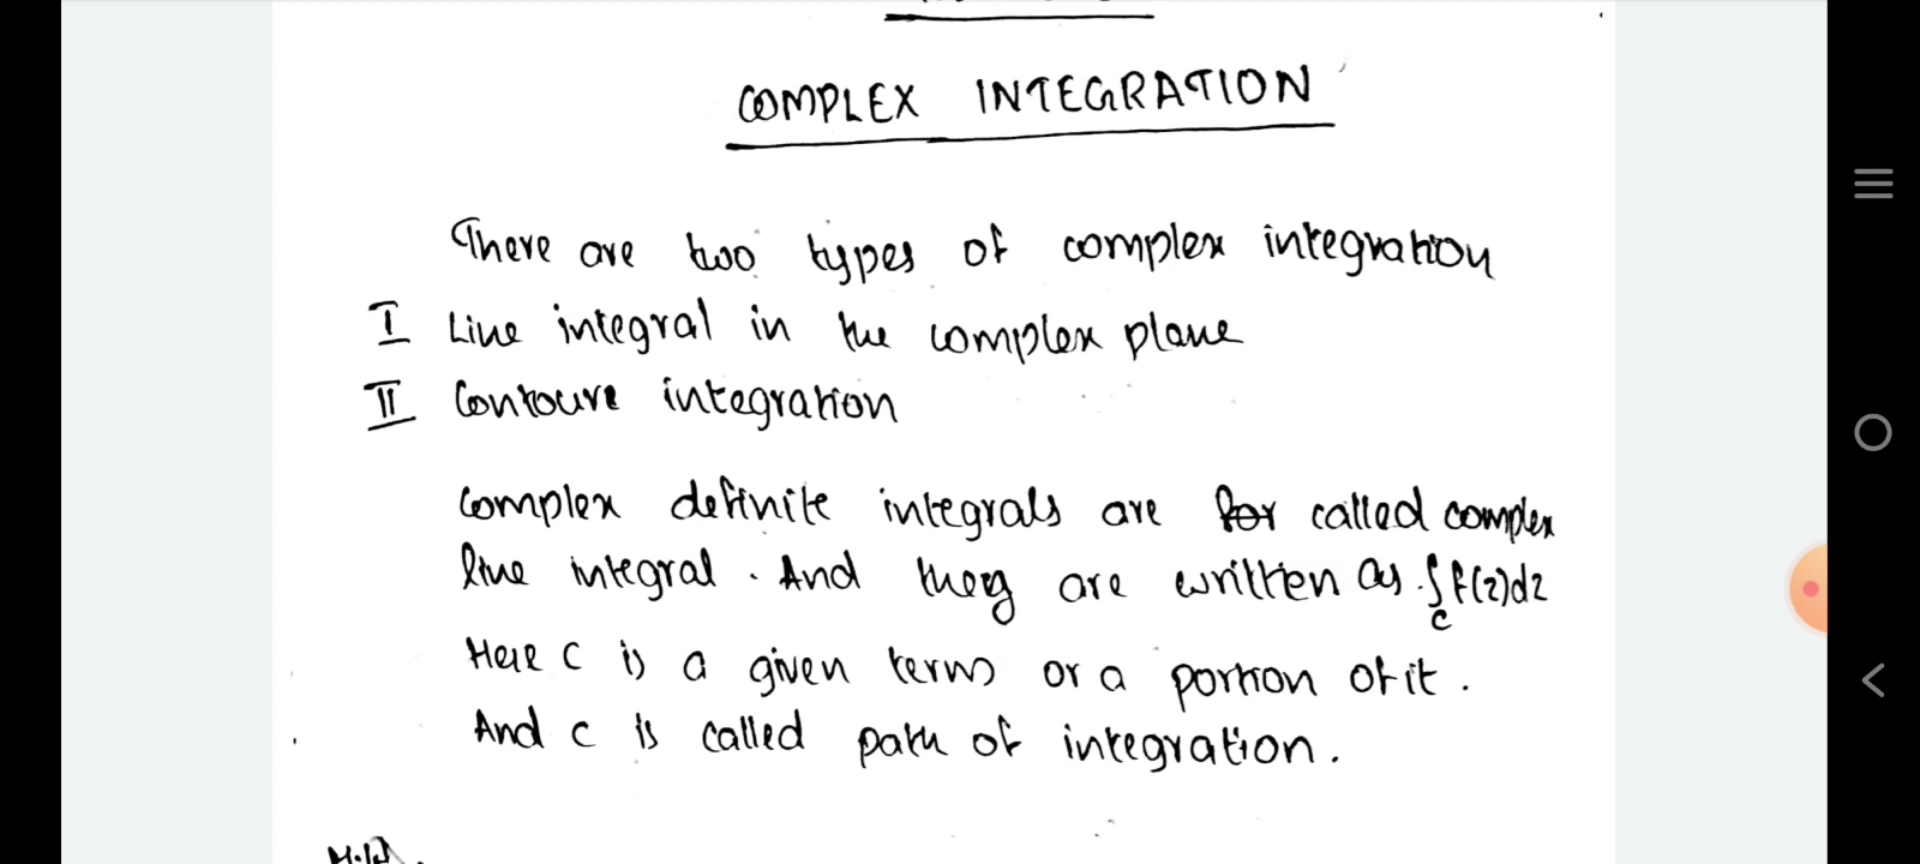 COMPLEX INTEGRATION
There are two types of complex integration
I Line integral in the complex plane
II Contoure integration
complex definite integrals are for called complex
line integral. And they are written as ∫f(z)dz
c
Here C is a given terms or a portion of it.
And c is called path of integration.